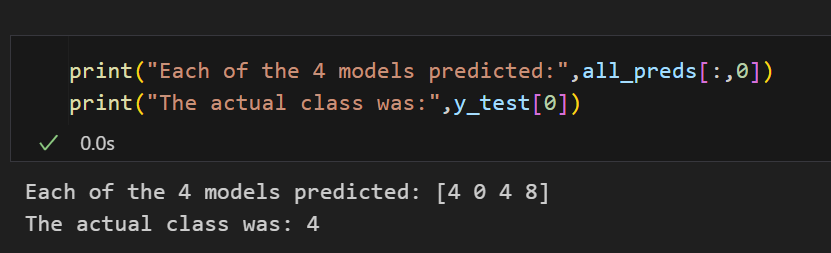 print("Each of the 4 models predicted:",all_preds[:,0])
print("The actual class was:",y_test[0])
0.0s
Each of the 4 models predicted: [4 0 4 8]
The actual class was: 4